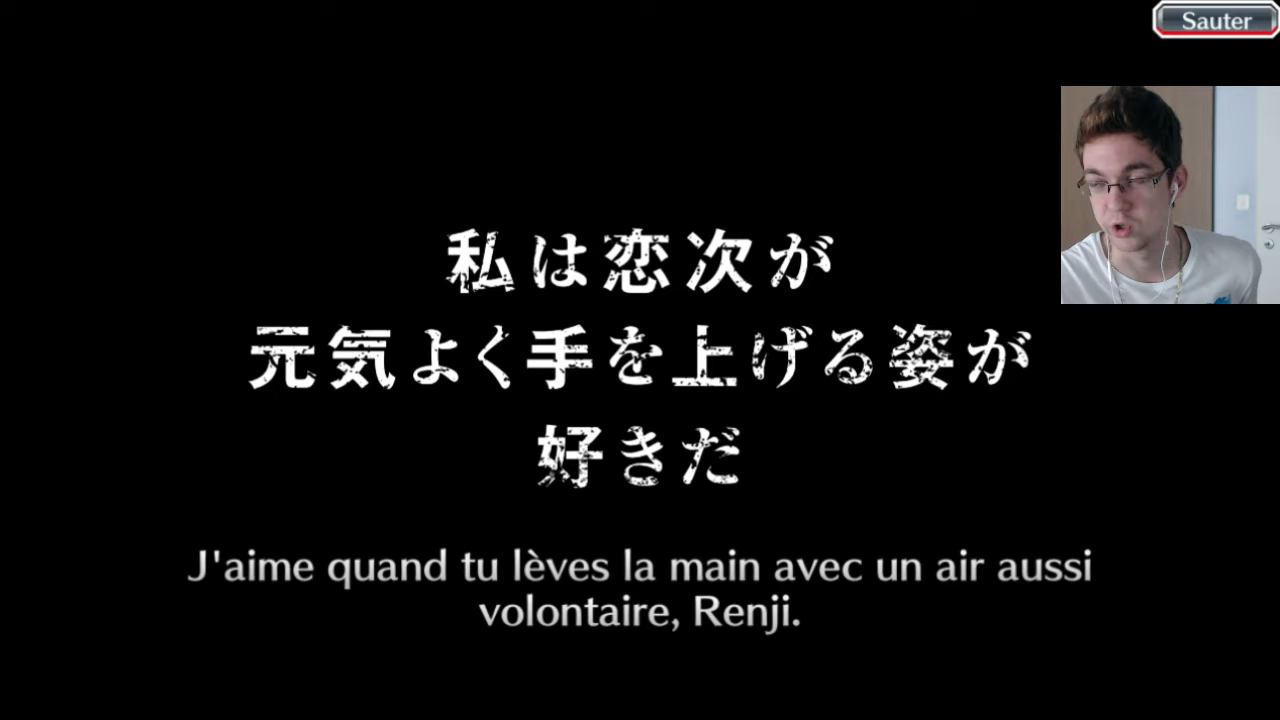 Sauter
私は恋次が
元気よく手を上げる姿が
好きだ
J'aime quand tu lèves la main avec un air aussi
volontaire, Renji.